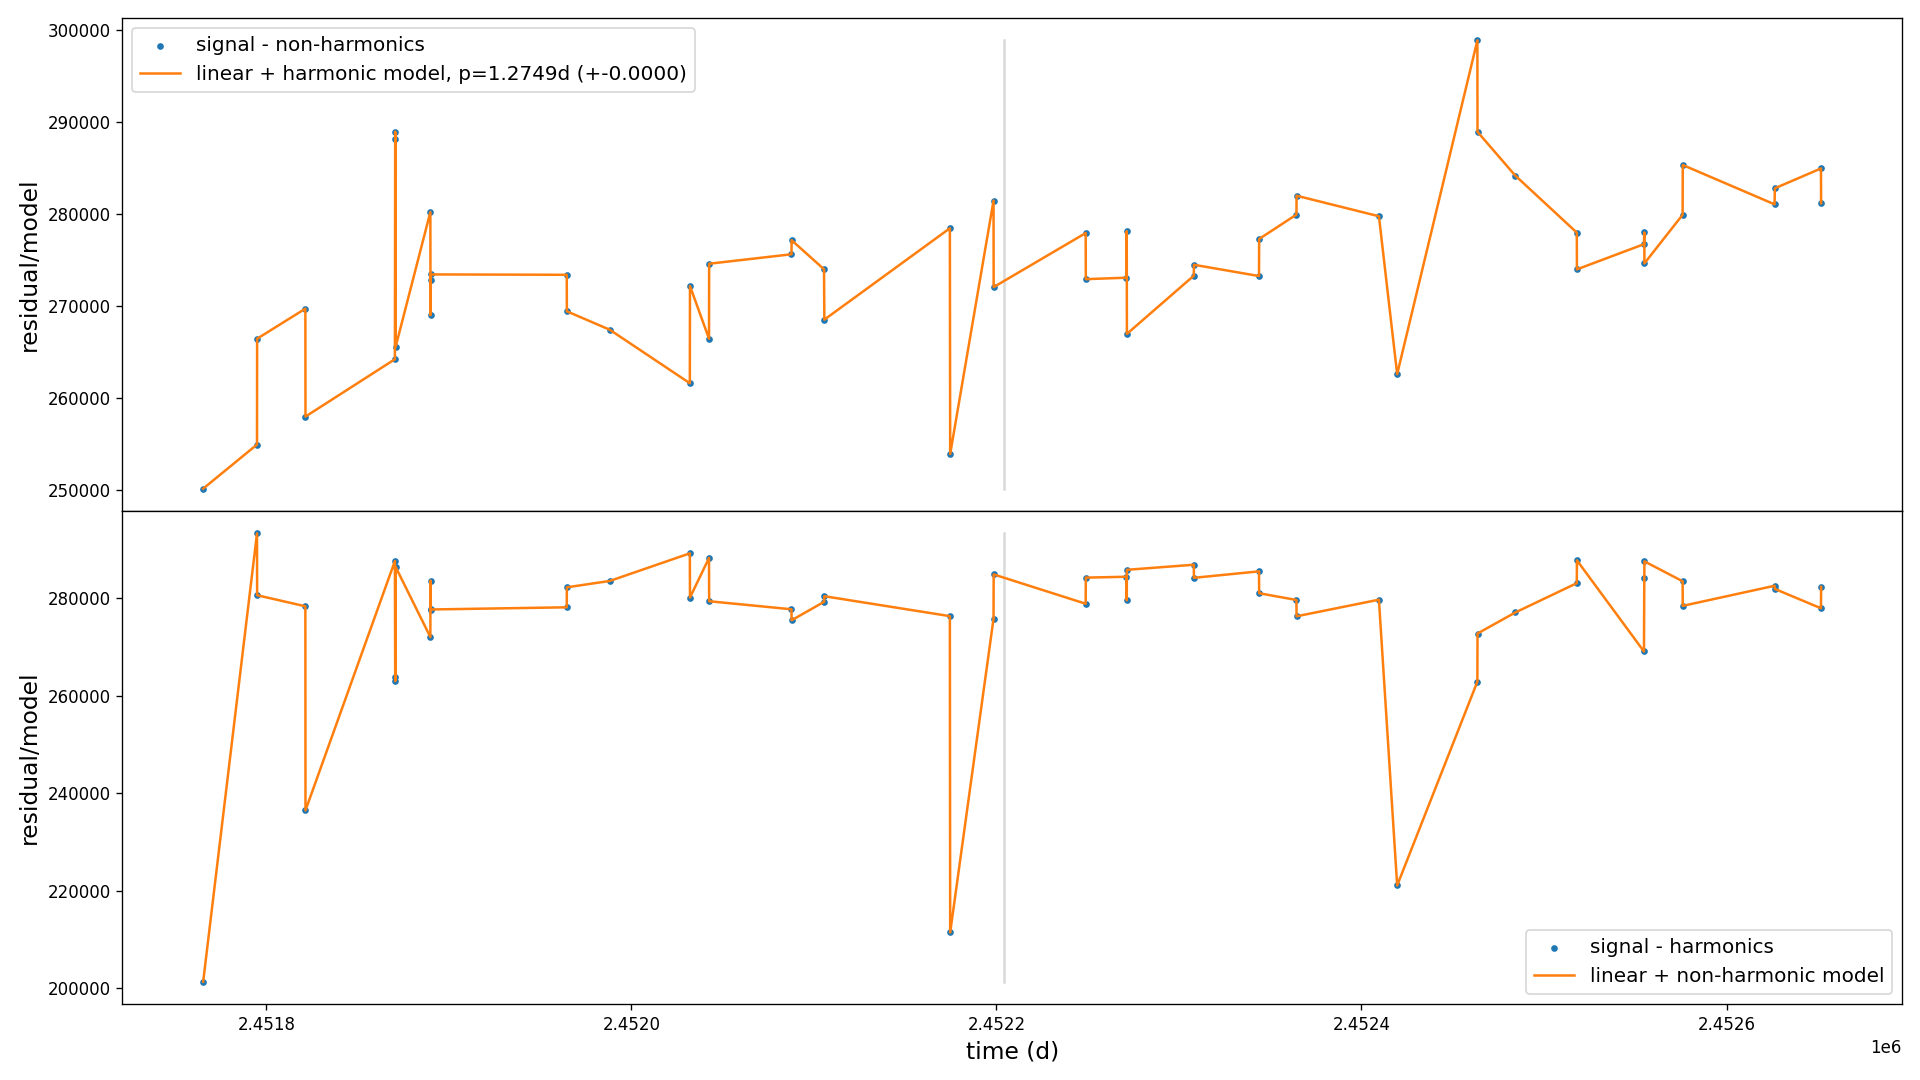 signal - non-harmonics
linear + harmonic model, p=1.2749d (+-0.0000)
300000
290000
280000
270000
260000
250000
residual/model
280000
260000
240000
220000
200000
residual/model
signal - harmonics
linear + non-harmonic model
2.4518
2.4520
2.4522
2.4524
2.4526
1e6
time (d)